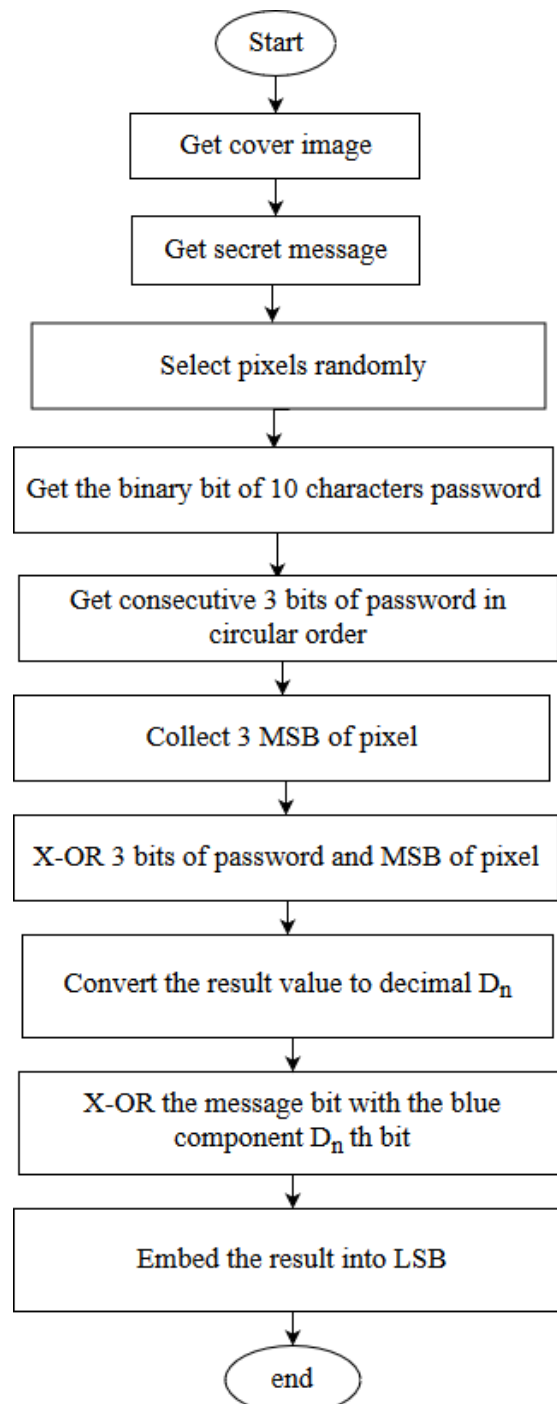 Start
Get cover image
Get secret message
Select pixels randomly
Get the binary bit of 10 characters password
Get consecutive 3 bits of password in
circular order
Collect 3 MSB of pixel
X-OR 3 bits of password and MSB of pixel
Convert the result value to decimal Dn
X-OR the message bit with the blue
component Dn th bit
Embed the result into LSB
end